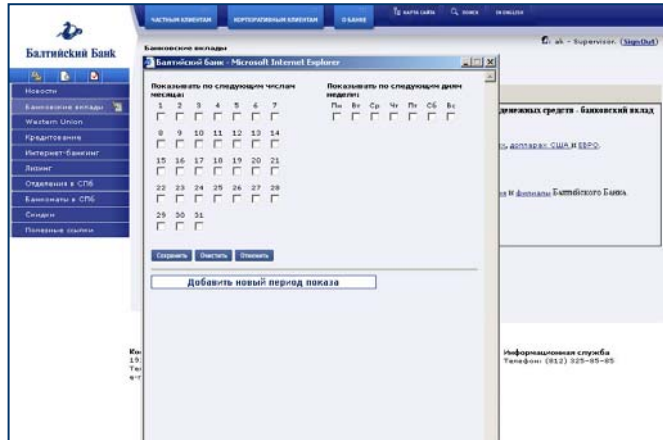 ЧАСТНЫМ КЛИЕНТАМ
КОРПОРАТИВНЫМ КЛИЕНТАМ
О БАНКЕ
КАРТА САЙТА
ПОИСК
IN ENGLISH
Балтийский Банк
ak - Supervisor. (SignOut)
Банковские вклады
Новости
Банковские вклады
Western Union
Кредитование
Интернет-банкинг
Лизинг
Отделения в СПб
Банкоматы в СПб
Скидки
Полезные ссылки
Балтийский банк - Microsoft Internet Explorer
Показывать по следующим числам месяца:
1 2 3 4 5 6 7
8 9 10 11 12 13 14
15 16 17 18 19 20 21
22 23 24 25 26 27 28
29 30 31
Показывать по следующим дням недели:
Пн Вт Ср Чт Пт Сб Вс
Сохранить Очистить Отменить
Добавить новый период показа
денежных средств - банковский вклад
долларах США и ЕВРО.
и филиалы Балтийского Банка.
Информационная служба
Телефон: (812) 325-85-85